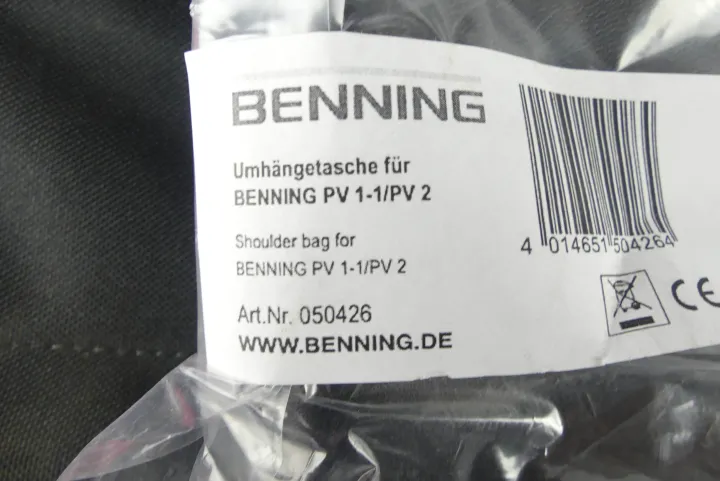 BENNING
Umhängetasche für
BENNING PV 1-1/PV 2
Shoulder bag for
BENNING PV 1-1/PV 2
Art.Nr. 050426
WWW.BENNING.DE
4 014651 504264
CE